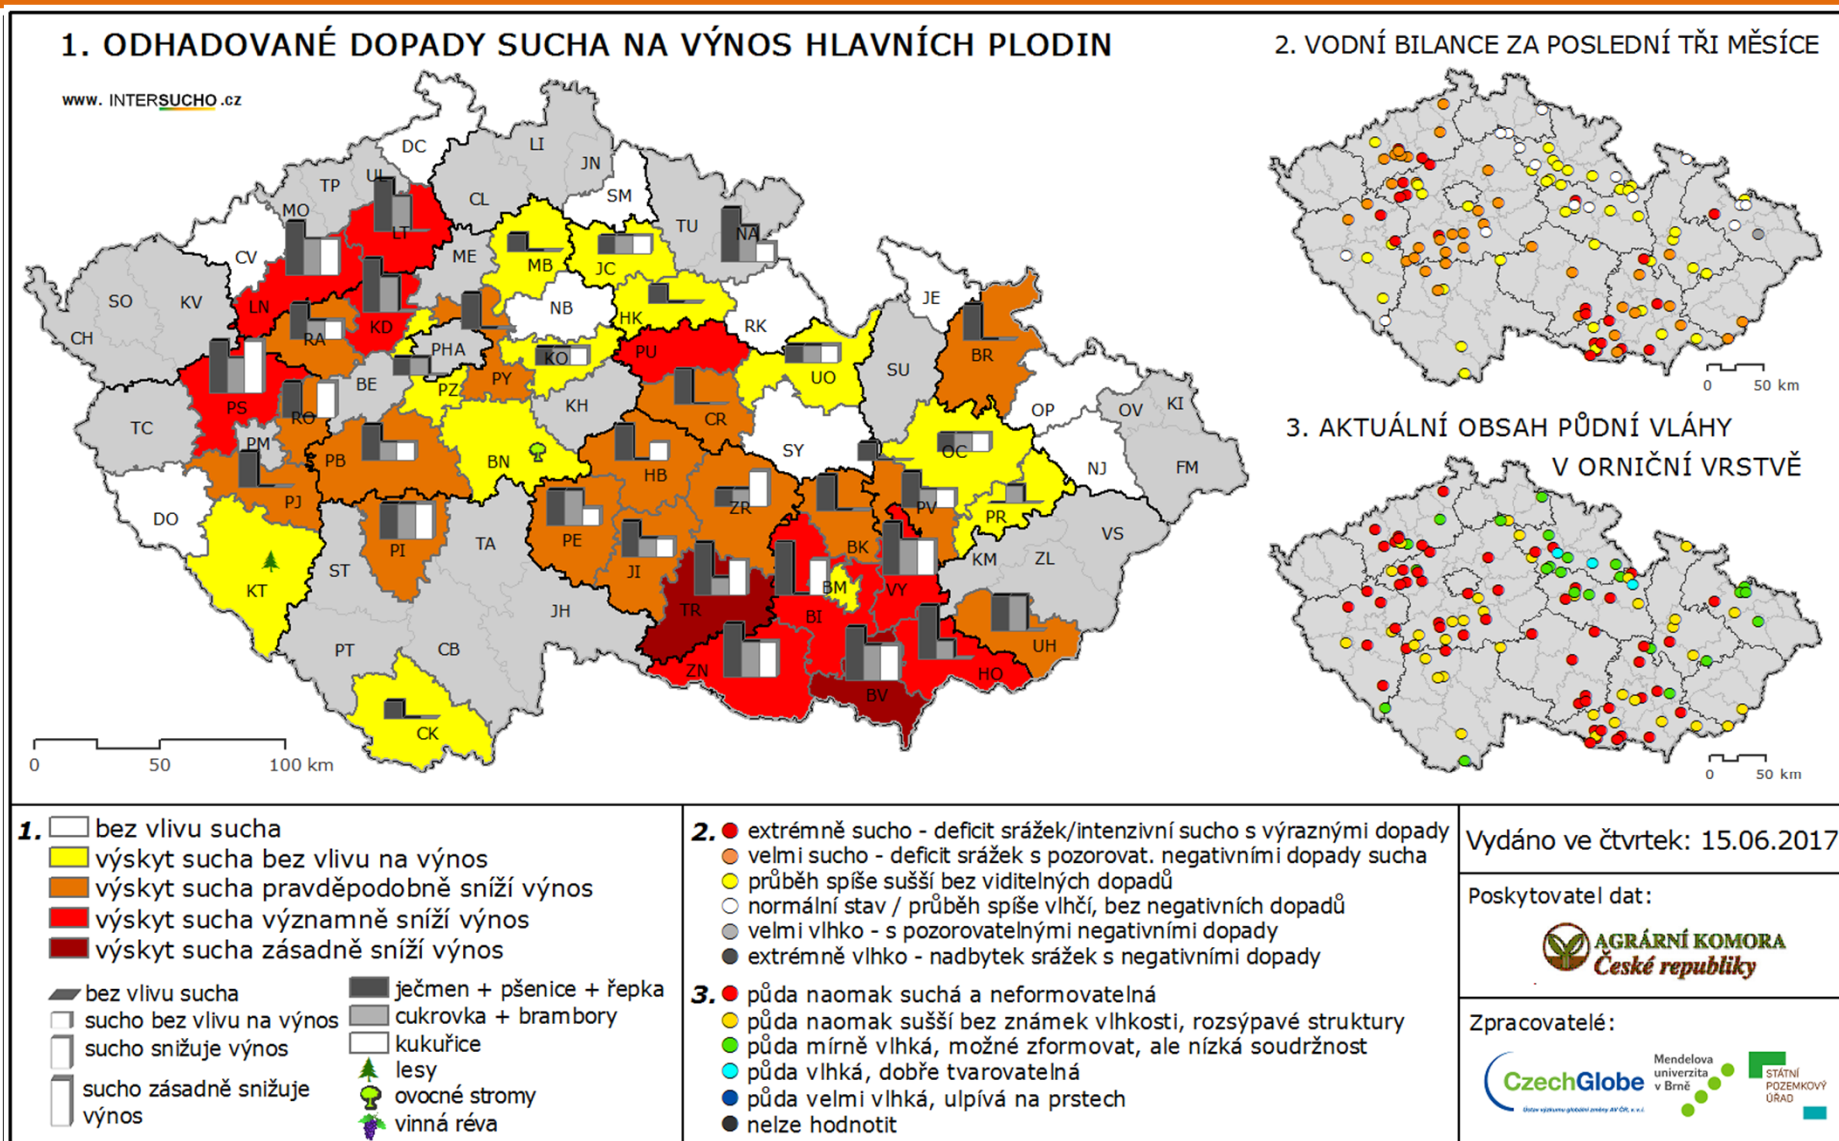 1. ODHADOVANÉ DOPADY SUCHA NA VÝNOS HLAVNÍCH PLODIN
www. INTERSUCHO.cz
DC
LI
JN
UL
TP
SM
CL
MO
LT
TU
NA
CV
ME
MB
JC
SO
KV
LN
NB
HK
JE
CH
RA
KD
RK
PHA
KO
PU
BR
BE
PZ
PY
UO
SU
PS
RO
KH
CR
OP
OV
KI
TC
PM
PB
BN
SY
OC
NJ
FM
HB
PJ
ZR
PV
PR
DO
PI
TA
PE
BK
VS
KM
ZL
ST
JI
KT
BM
VY
JH
TR
BI
PT
CB
UH
ZN
HO
BV
CK
0 50 100 km
2. VODNÍ BILANCE ZA POSLEDNÍ TŘI MĚSÍCE
0 50 km
3. AKTUÁLNÍ OBSAH PŮDNÍ VLÁHY
V ORNIČNÍ VRSTVĚ
0 50 km
1. bez vlivu sucha
výskyt sucha bez vlivu na výnos
výskyt sucha pravděpodobně sníží výnos
výskyt sucha významně sníží výnos
výskyt sucha zásadně sníží výnos
bez vlivu sucha
sucho bez vlivu na výnos
sucho snižuje výnos
sucho zásadně snižuje
výnos
ječmen + pšenice + řepka
cukrovka + brambory
kukuřice
lesy
ovocné stromy
vinná réva
2. extrémně sucho - deficit srážek/intenzivní sucho s výraznými dopady
velmi sucho - deficit srážek s pozorovat. negativními dopady sucha
průběh spíše sušší bez viditelných dopadů
normální stav / průběh spíše vlhčí, bez negativních dopadů
velmi vlhko - s pozorovatelnými negativními dopady
extrémně vlhko - nadbytek srážek s negativními dopady
3. půda naomak suchá a neformovatelná
půda naomak sušší bez známek vlhkosti, rozsýpavé struktury
půda mírně vlhká, možné zformovat, ale nízká soudržnost
půda vlhká, dobře tvarovatelná
půda velmi vlhká, ulpívá na prstech
nelze hodnotit
Vydáno ve čtvrtek: 15.06.2017
Poskytovatel dat:
AGRÁRNÍ KOMORA
České republiky
Zpracovatelé:
CzechGlobe
Ústav výzkumu globální změny AV ČR, v.v.i.
Mendelova
univerzita
v Brně
STÁTNÍ
POZEMKOVÝ
ÚŘAD